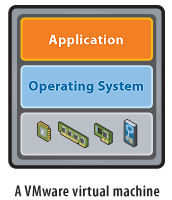 Application
Operating System
A VMware virtual machine